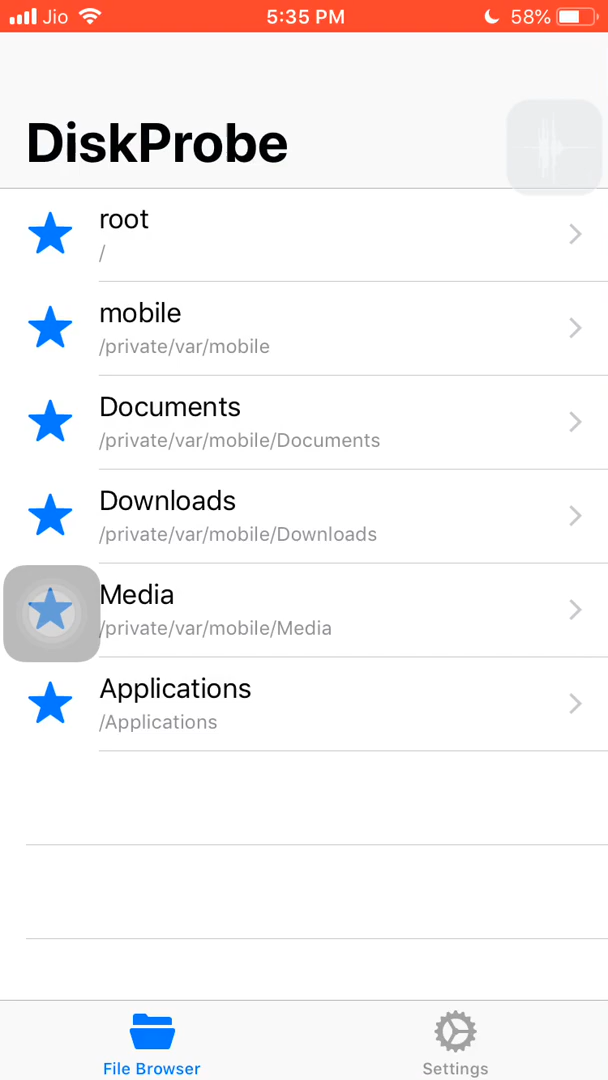 Jio 5:35 PM 58%
DiskProbe
root
/
mobile
/private/var/mobile
Documents
/private/var/mobile/Documents
Downloads
/private/var/mobile/Downloads
Media
/private/var/mobile/Media
Applications
/Applications
File Browser Settings